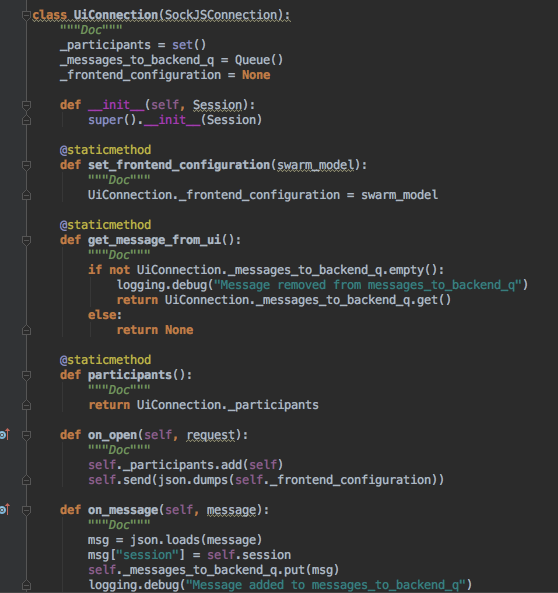 class UiConnection(SockJSConnection):
    """Doc"""
    _participants = set()
    _messages_to_backend_q = Queue()
    _frontend_configuration = None

    def __init__(self, Session):
        super().__init__(Session)

    @staticmethod
    def set_frontend_configuration(swarm_model):
        """Doc"""
        UiConnection._frontend_configuration = swarm_model

    @staticmethod
    def get_message_from_ui():
        """Doc"""
        if not UiConnection._messages_to_backend_q.empty():
            logging.debug("Message removed from messages_to_backend_q")
            return UiConnection._messages_to_backend_q.get()
        else:
            return None

    @staticmethod
    def participants():
        """Doc"""
        return UiConnection._participants

    def on_open(self, request):
        """Doc"""
        self._participants.add(self)
        self.send(json.dumps(self._frontend_configuration))

    def on_message(self, message):
        """Doc"""
        msg = json.loads(message)
        msg["session"] = self.session
        self._messages_to_backend_q.put(msg)
        logging.debug("Message added to messages_to_backend_q")